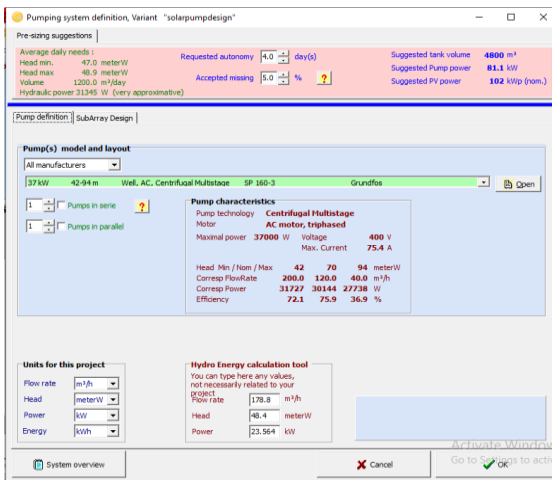 Pumping system definition, Variant "solarpumpdesign"
Pre-sizing suggestions
Average daily needs :
Head min. 47.0 meterW
Head max 48.9 meterW
Volume 1200.0 m³/day
Hydraulic power 31345 W (very approximative)
Requested autonomy 4.0 day(s)
Accepted missing 5.0 % ?
Suggested tank volume 4800 m³
Suggested Pump power 81.1 kW
Suggested PV power 102 kWp (nom.)
Pump definition SubArray Design
Pump(s) model and layout
All manufacturers
37 kW 42-94 m Well, AC, Centrifugal Multistage SP 160-3 Grundfos
Open
1 Pumps in serie ?
1 Pumps in parallel
Pump characteristics
Pump technology Centrifugal Multistage
Motor AC motor, triphased
Maximal power 37000 W Voltage 400 V
Max. Current 75.4 A
Head Min / Nom / Max 42 70 94 meterW
Corresp FlowRate 200.0 120.0 40.0 m³/h
Corresp Power 31727 30144 27738 W
Efficiency 72.1 75.9 36.9 %
Units for this project
Flow rate m³/h
Head meterW
Power kW
Energy kWh
Hydro Energy calculation tool
You can type here any values,
not necessarily related to your
project
Flow rate 178.8 m³/h
Head 48.4 meterW
Power 23.564 kW
Activate Window
Go to Settings to activ
System overview
Cancel
OK